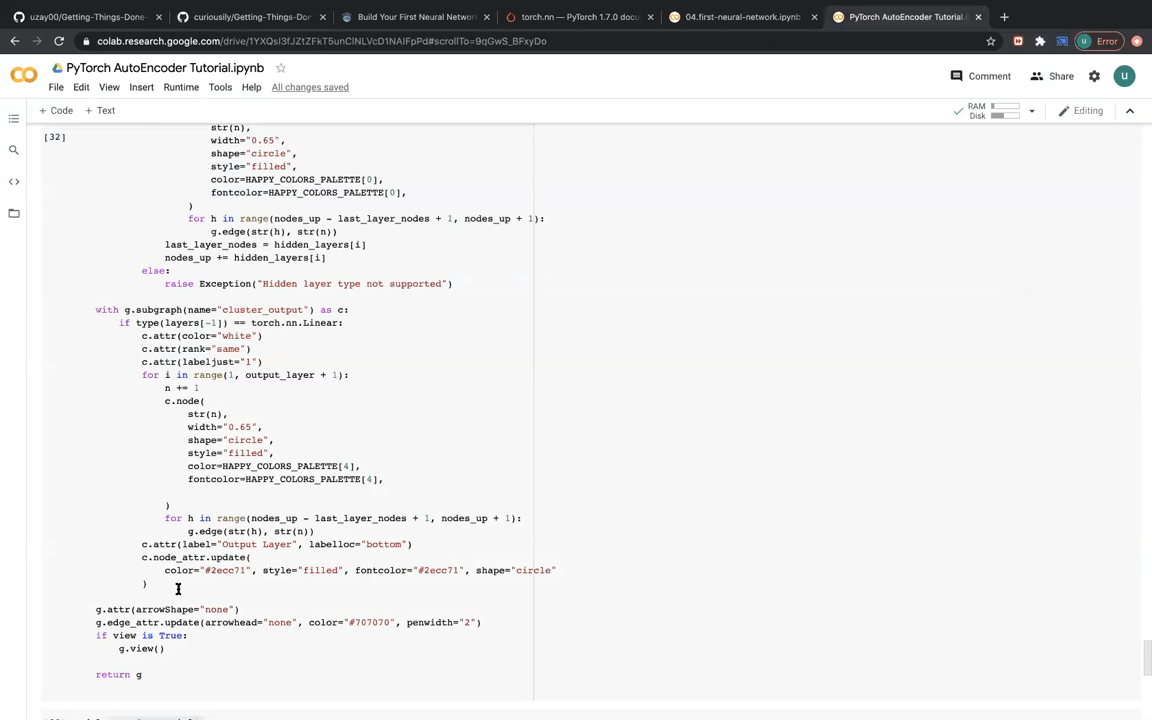 uzay00/Getting-Things-Done-
curiousily/Getting-Things-Don
Build Your First Neural Network
torch.nn — PyTorch 1.7.0 docu
04.first-neural-network.ipynb
PyTorch AutoEncoder Tutorial.i
colab.research.google.com/drive/1YXQsI3fJZtZFkT5unClNLVcD1NAIFpPd#scrollTo=9qGwS_BFxyDo
u Error
PyTorch AutoEncoder Tutorial.ipynb
Comment
Share
u
File Edit View Insert Runtime Tools Help All changes saved
+ Code + Text
RAM
Disk
Editing
[32]
str(n),
width="0.65",
shape="circle",
style="filled",
color=HAPPY_COLORS_PALETTE[0],
fontcolor=HAPPY_COLORS_PALETTE[0],
)
for h in range(nodes_up - last_layer_nodes + 1, nodes_up + 1):
g.edge(str(h), str(n))
last_layer_nodes = hidden_layers[i]
nodes_up += hidden_layers[i]
else:
raise Exception("Hidden layer type not supported")
with g.subgraph(name="cluster_output") as c:
if type(layers[-1]) == torch.nn.Linear:
c.attr(color="white")
c.attr(rank="same")
c.attr(labeljust="1")
for i in range(1, output_layer + 1):
n += 1
c.node(
str(n),
width="0.65",
shape="circle",
style="filled",
color=HAPPY_COLORS_PALETTE[4],
fontcolor=HAPPY_COLORS_PALETTE[4],
)
for h in range(nodes_up - last_layer_nodes + 1, nodes_up + 1):
g.edge(str(h), str(n))
c.attr(label="Output Layer", labelloc="bottom")
c.node_attr.update(
color="#2ecc71", style="filled", fontcolor="#2ecc71", shape="circle"
)
g.attr(arrowShape="none")
g.edge_attr.update(arrowhead="none", color="#707070", penwidth="2")
if view is True:
g.view()
return g